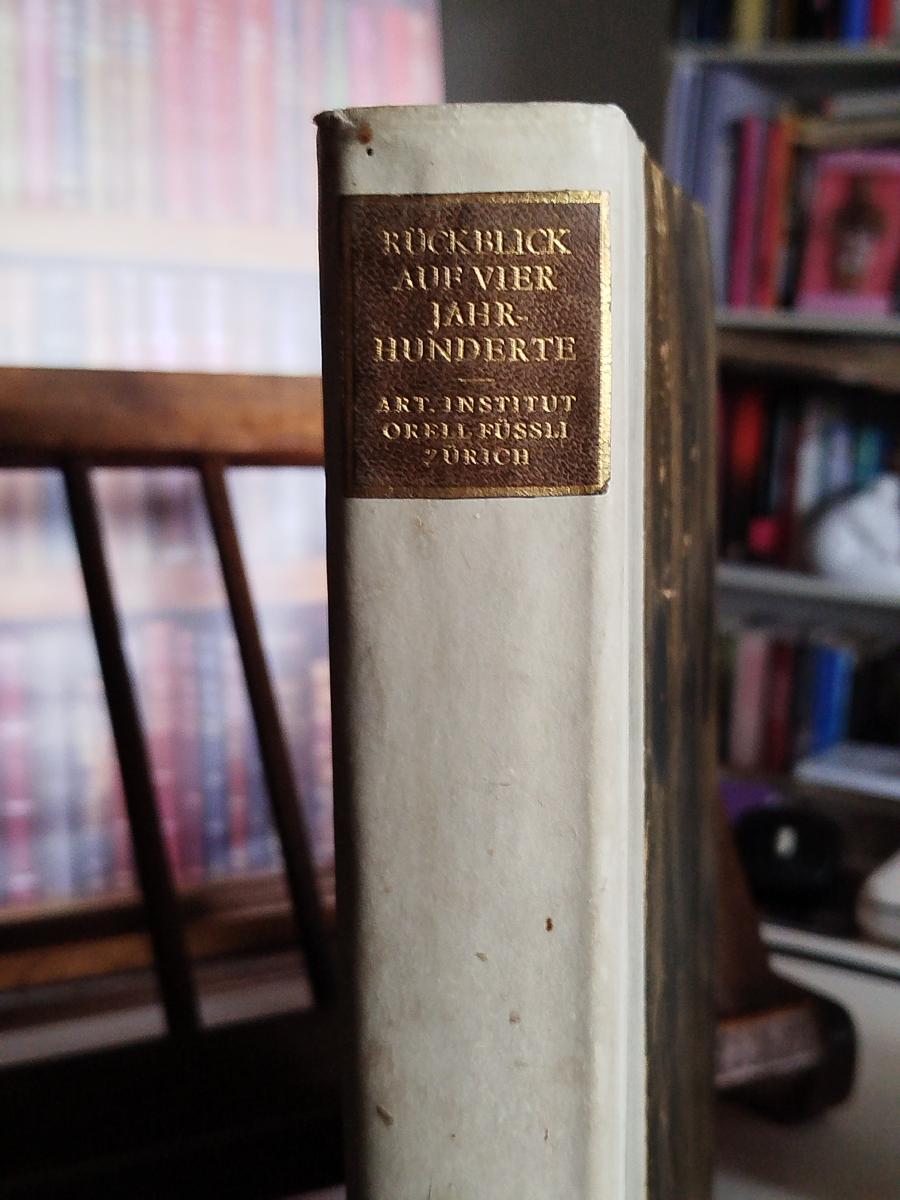 RÜCKBLICK
AUF VIER
JAHR-
HUNDERTE
ART. INSTITUT
ORELL FÜSSLI
ZÜRICH